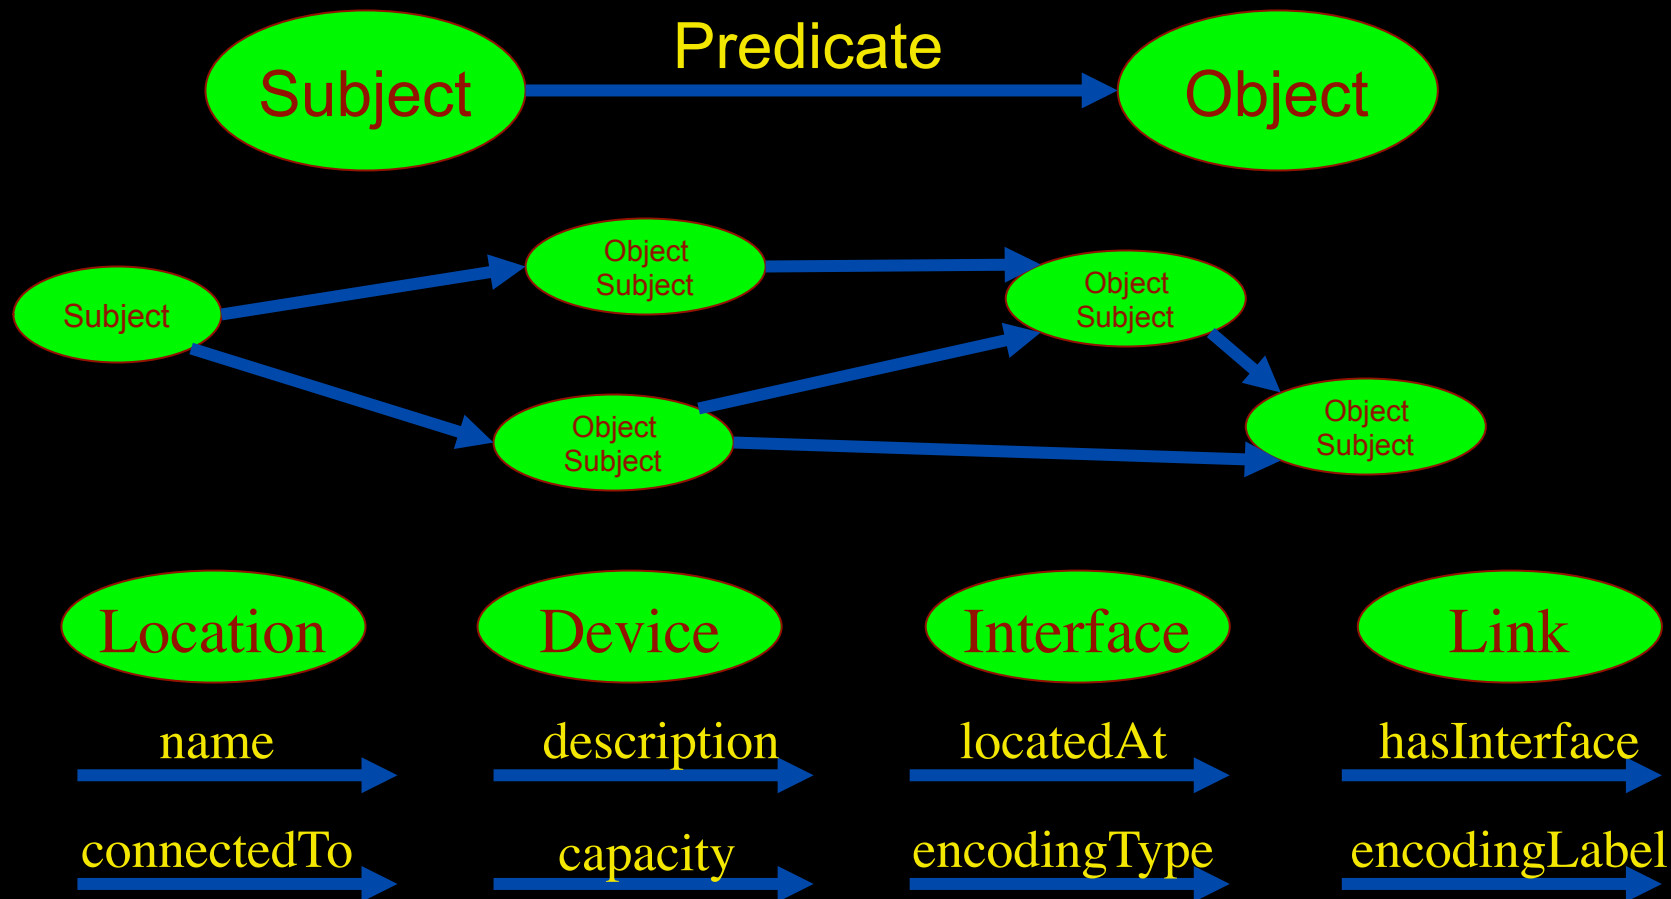 Predicate
Subject
Object
Object
Subject
Object
Subject
Subject
Object
Subject
Object
Subject
Location
Device
Interface
Link
name
description
locatedAt
hasInterface
connectedTo
capacity
encodingType
encodingLabel